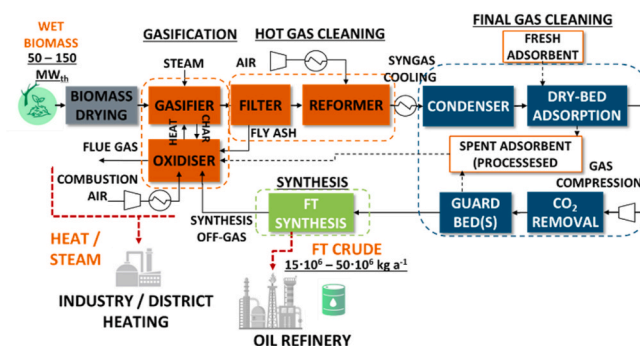 WET
BIOMASS
50 – 150
MWth
BIOMASS
DRYING
GASIFICATION
STEAM
GASIFIER
HEAT
CHAR
OXIDISER
FLUE GAS
COMBUSTION
AIR
HOT GAS CLEANING
AIR
FILTER
REFORMER
FLY ASH
SYNGAS
COOLING
FINAL GAS CLEANING
FRESH
ADSORBENT
CONDENSER
DRY-BED
ADSORPTION
SPENT ADSORBENT
(PROCESSESED
GAS
COMPRESSION
GUARD
BED(S)
CO2
REMOVAL
SYNTHESIS
FT
SYNTHESIS
SYNTHESIS
OFF-GAS
FT CRUDE
15·10⁶ – 50·10⁶ kg a⁻¹
HEAT /
STEAM
INDUSTRY / DISTRICT
HEATING
OIL REFINERY